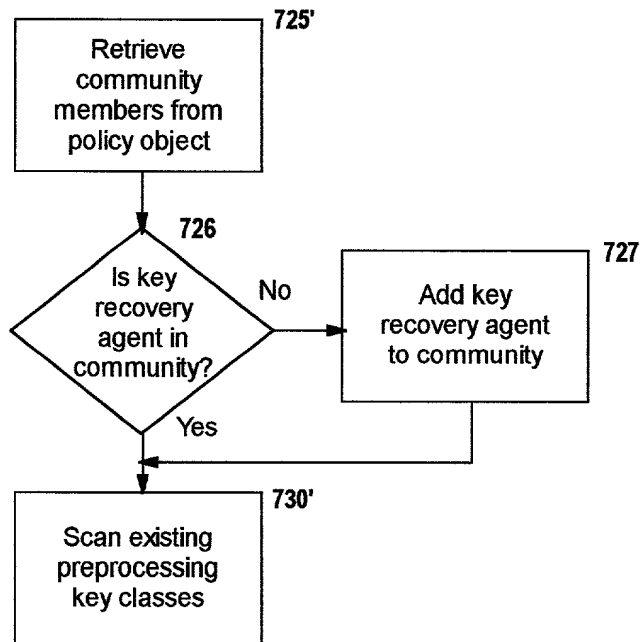 725'
Retrieve
community
members from
policy object
726
Is key
recovery
agent in
community?
No
727
Add key
recovery agent
to community
Yes
730'
Scan existing
preprocessing
key classes